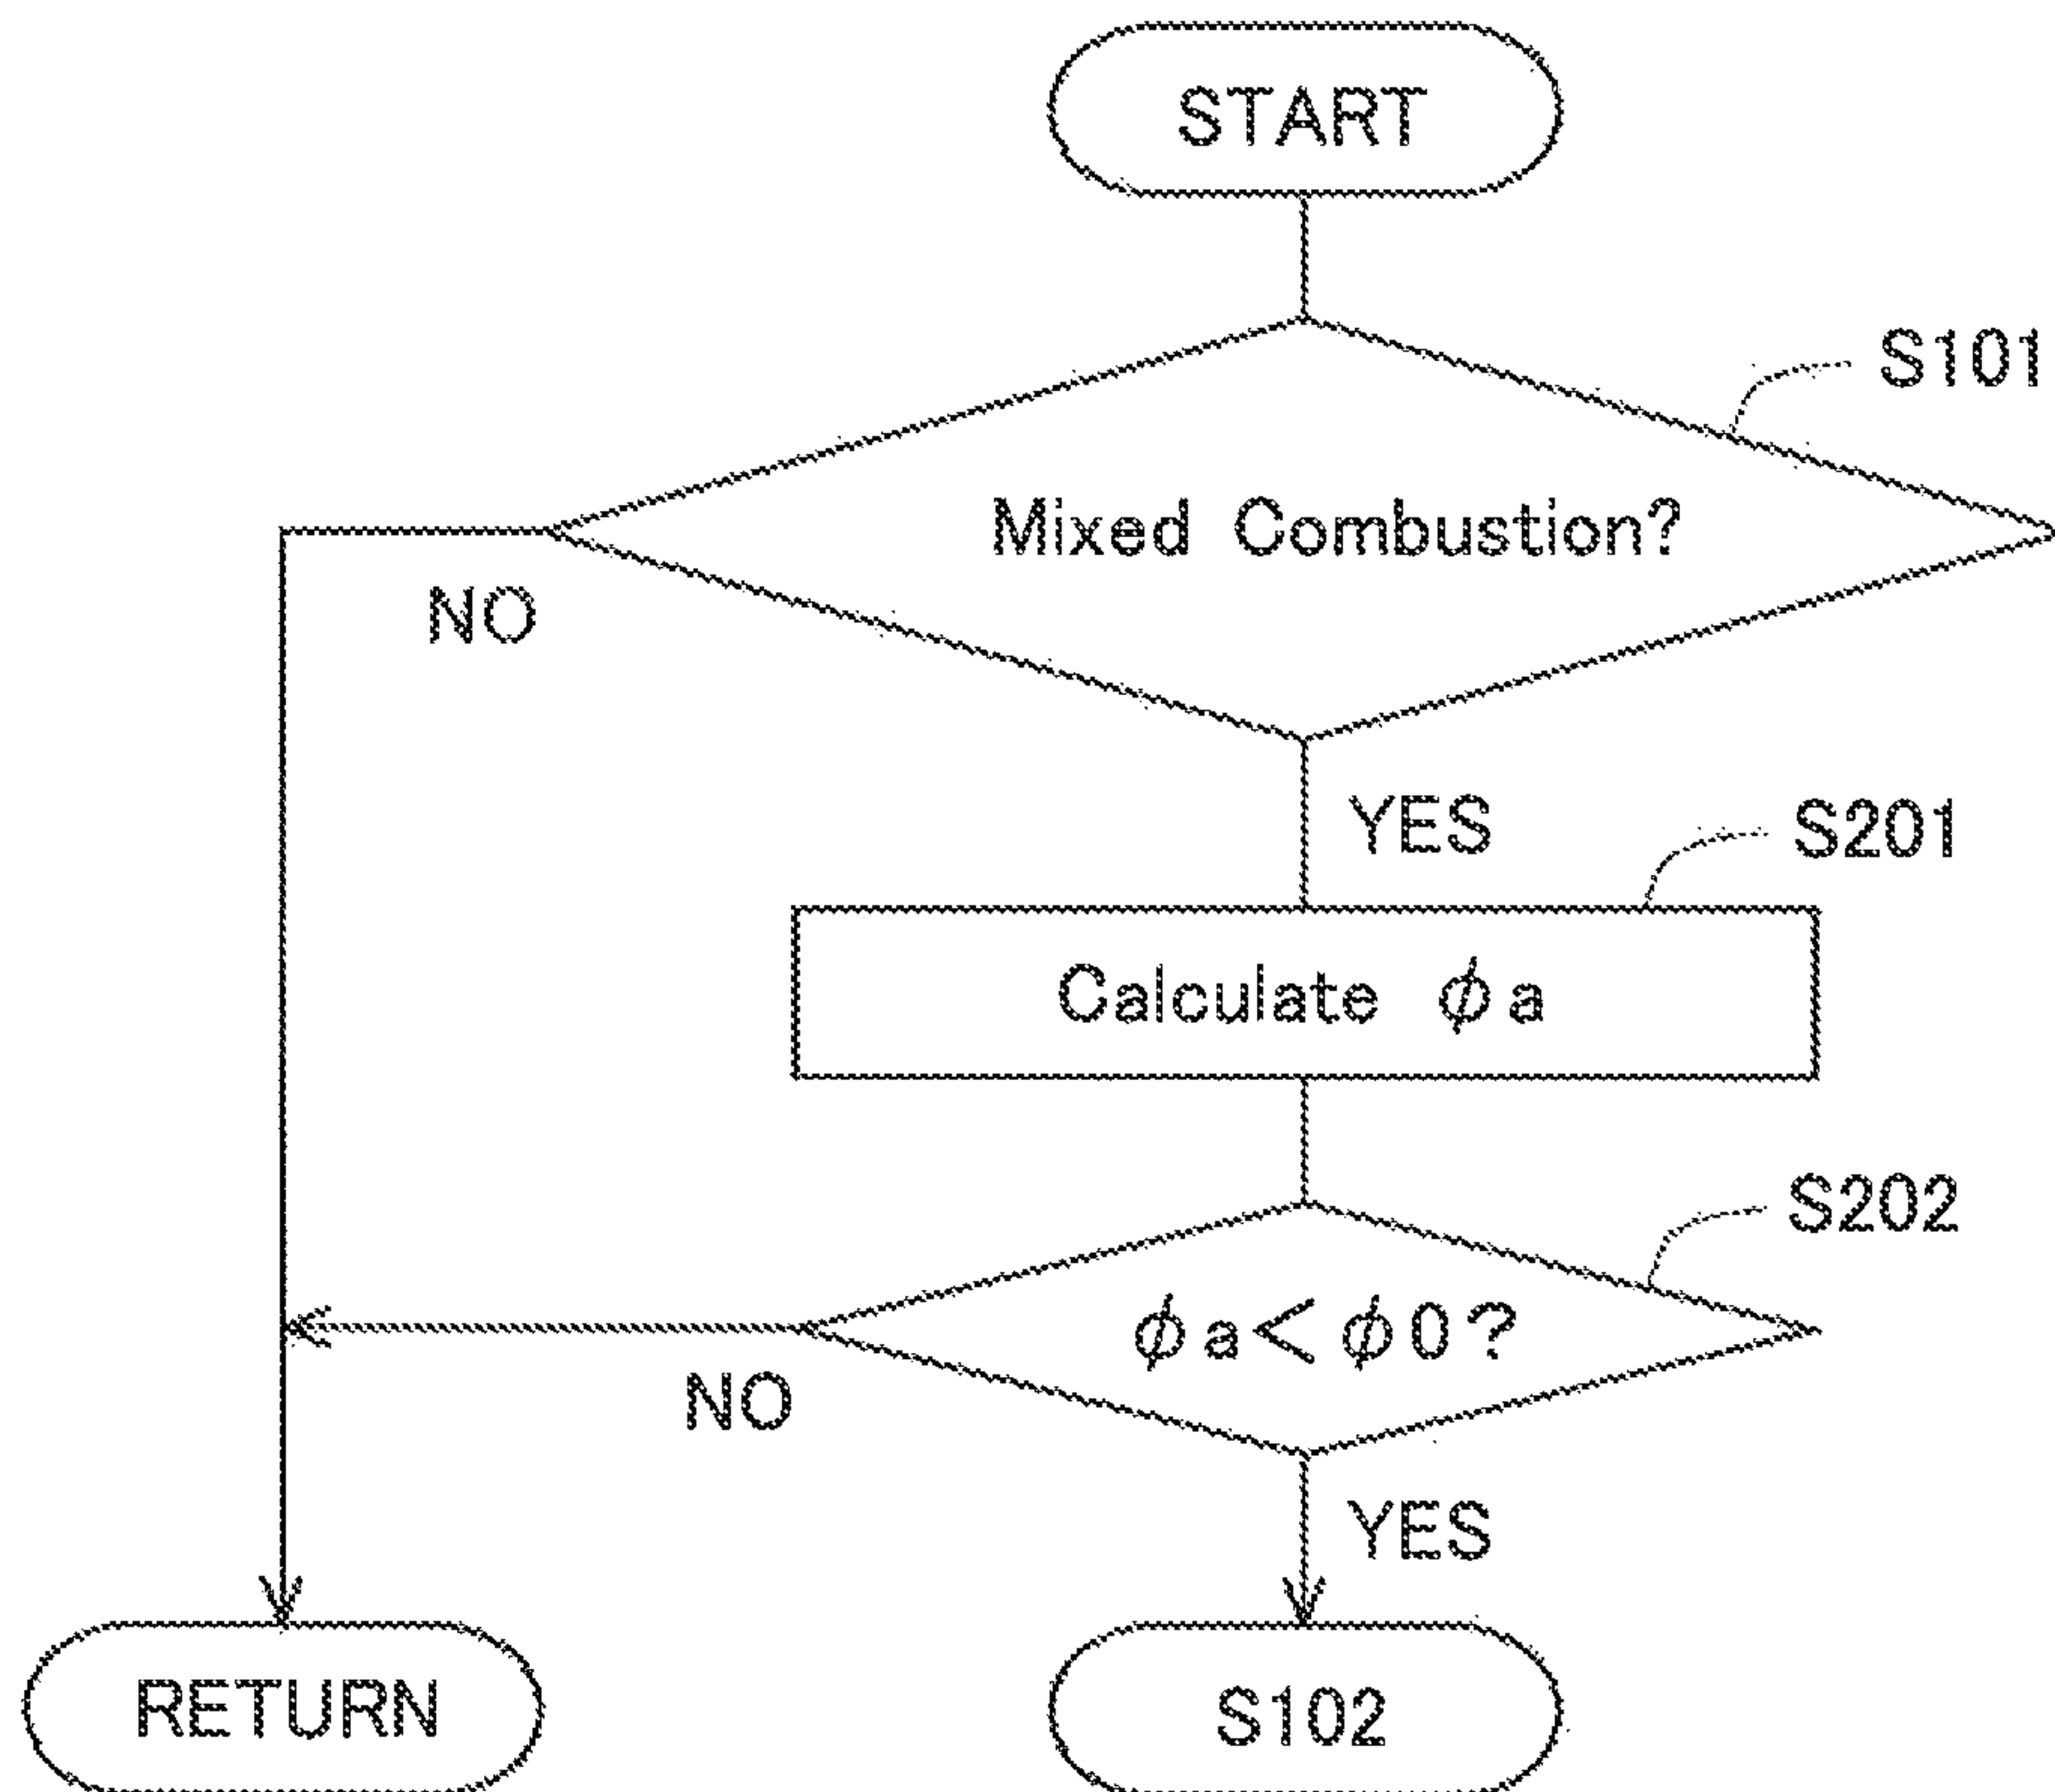 START
S101
Mixed Combustion?
NO
YES
S201
Calculate ϕa
S202
ϕa<ϕ0?
NO
YES
RETURN
S102